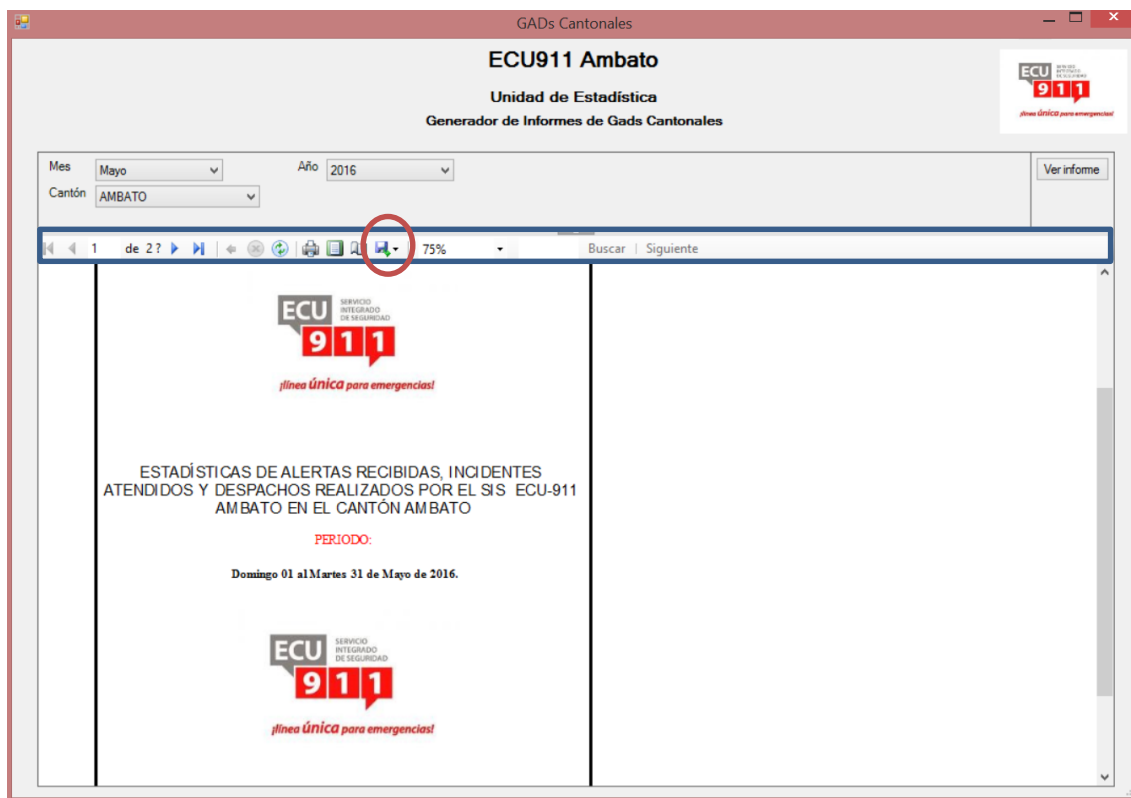 GADs Cantonales
ECU911 Ambato
Unidad de Estadística
Generador de Informes de Gads Cantonales
ECU SERVICIO
INTEGRADO
DE SEGURIDAD
911
¡línea única para emergencias!
Mes Mayo Año 2016 Ver informe
Cantón AMBATO
1 de 2 ? 75% Buscar | Siguiente
ECU SERVICIO
INTEGRADO
DE SEGURIDAD
911
¡línea única para emergencias!
ESTADÍSTICAS DE ALERTAS RECIBIDAS, INCIDENTES
ATENDIDOS Y DESPACHOS REALIZADOS POR EL SIS ECU-911
AMBATO EN EL CANTÓN AMBATO
PERIODO:
Domingo 01 al Martes 31 de Mayo de 2016.
ECU SERVICIO
INTEGRADO
DE SEGURIDAD
911
¡línea única para emergencias!